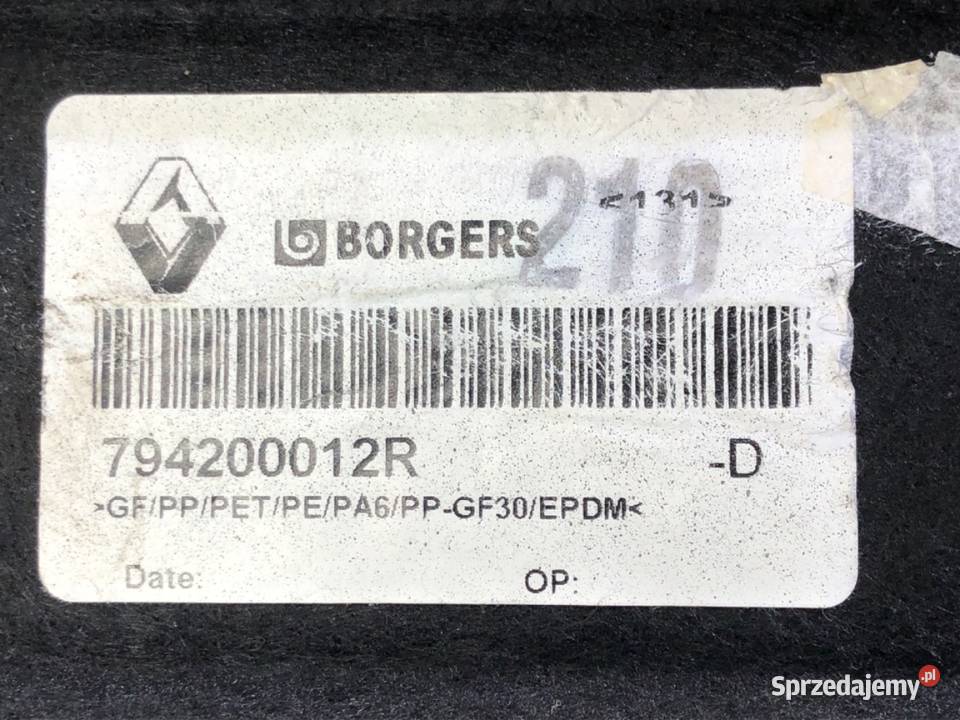 BORGERS
210
<131>
794200012R -D
>GF/PP/PET/PE/PA6/PP-GF30/EPDM<
Date: OP:
Sprzedajemy.pl